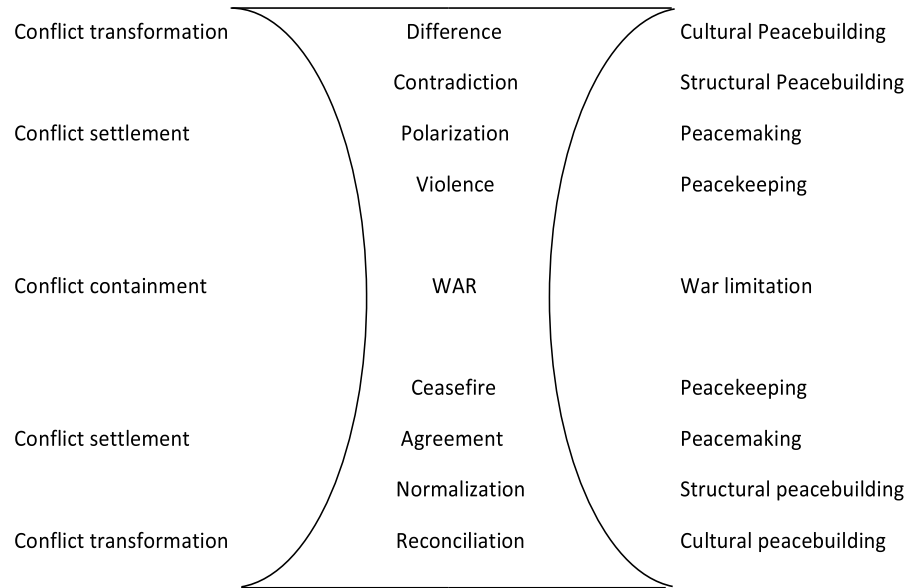 Conflict transformation Difference Cultural Peacebuilding
Contradiction Structural Peacebuilding
Conflict settlement Polarization Peacemaking
Violence Peacekeeping
Conflict containment WAR War limitation
Ceasefire Peacekeeping
Conflict settlement Agreement Peacemaking
Normalization Structural peacebuilding
Conflict transformation Reconciliation Cultural peacebuilding